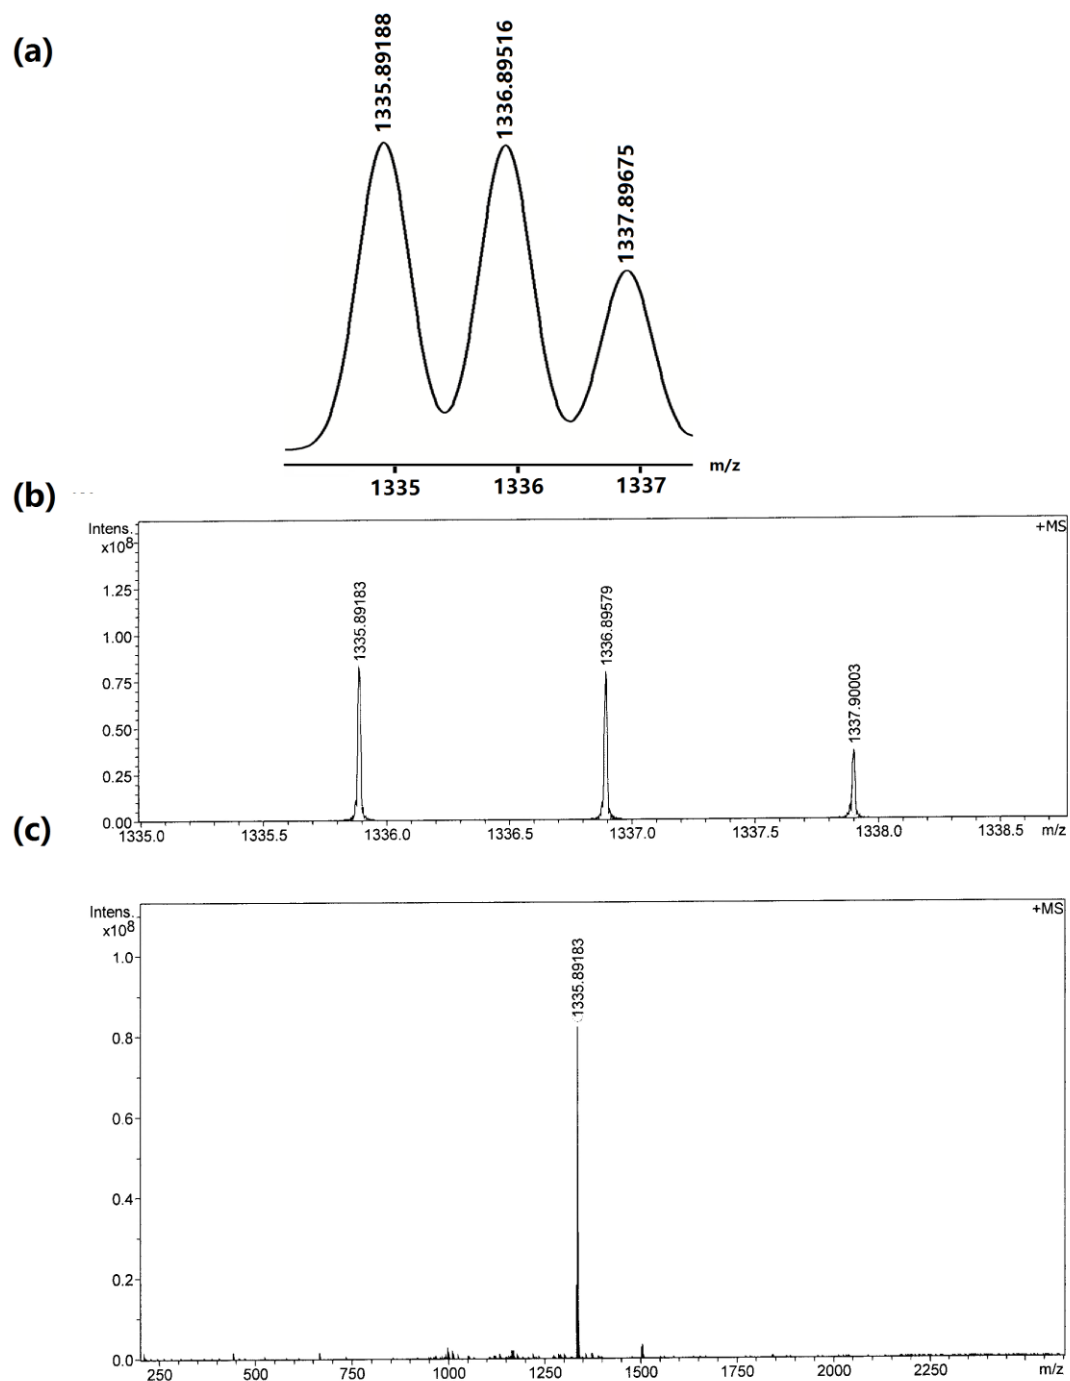 (a)
1335.89188
1336.89516
1337.89675
1335 1336 1337 m/z
(b)
Intens.
x108
+MS
1.25
1.00
0.75
0.50
0.25
0.00
1335.89183
1336.89579
1337.90003
1335.0 1335.5 1336.0 1336.5 1337.0 1337.5 1338.0 1338.5 m/z
(c)
Intens.
x108
+MS
1.0
0.8
0.6
0.4
0.2
0.0
1335.89183
250 500 750 1000 1250 1500 1750 2000 2250 m/z